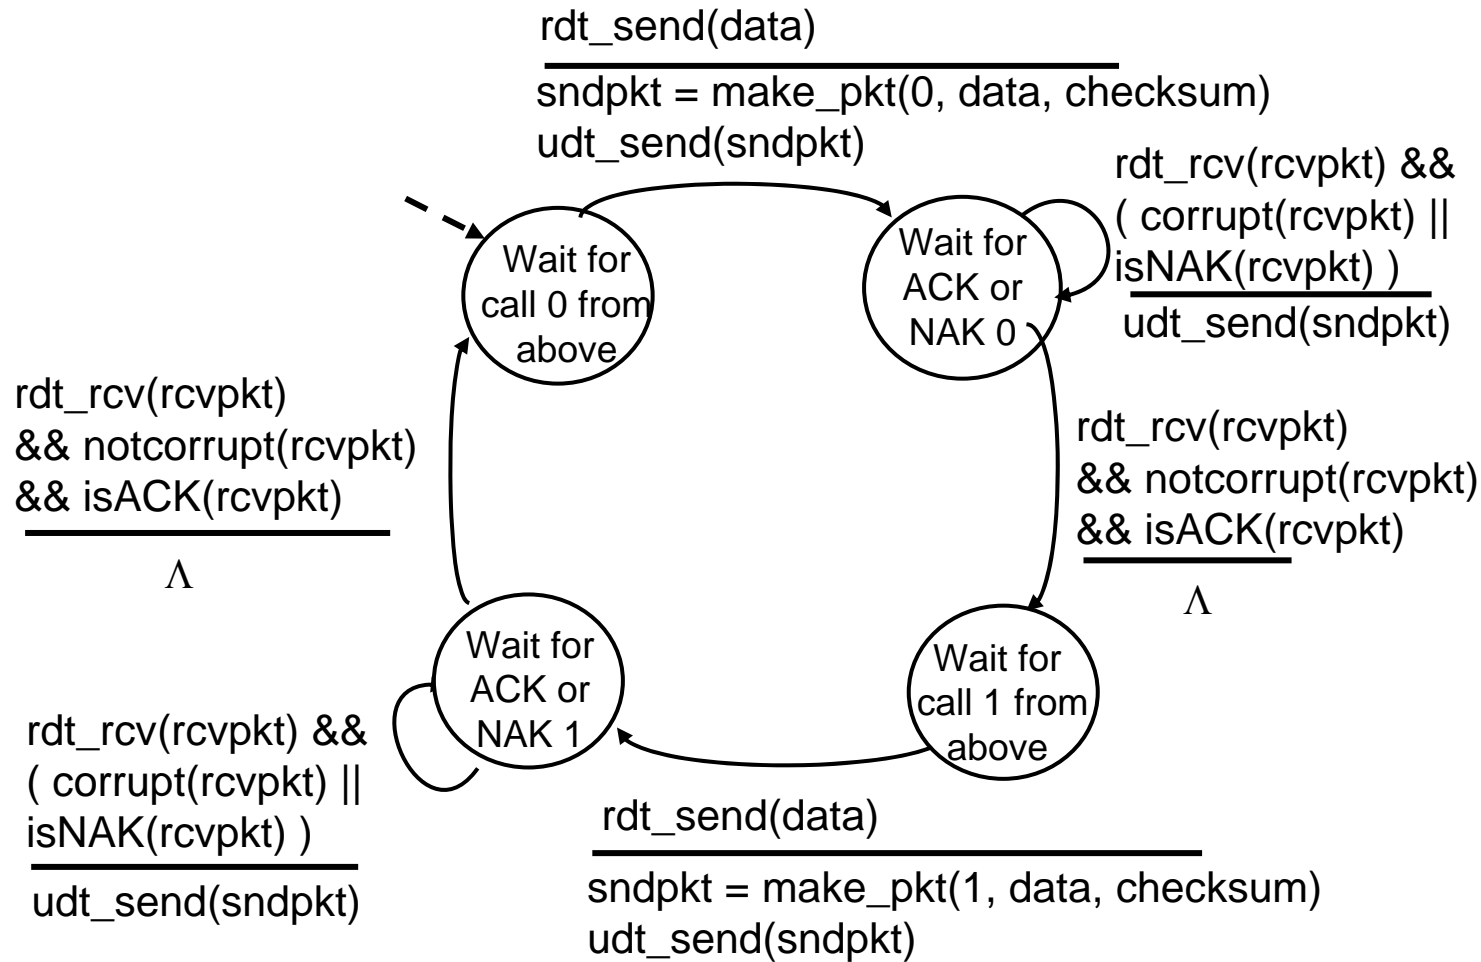 rdt_send(data)
sndpkt = make_pkt(0, data, checksum)
udt_send(sndpkt)
rdt_rcv(rcvpkt) &&
( corrupt(rcvpkt) ||
isNAK(rcvpkt) )
udt_send(sndpkt)
Wait for
call 0 from
above
Wait for
ACK or
NAK 0
rdt_rcv(rcvpkt)
&& notcorrupt(rcvpkt)
&& isACK(rcvpkt)
Λ
rdt_rcv(rcvpkt)
&& notcorrupt(rcvpkt)
&& isACK(rcvpkt)
Λ
Wait for
ACK or
NAK 1
Wait for
call 1 from
above
rdt_rcv(rcvpkt) &&
( corrupt(rcvpkt) ||
isNAK(rcvpkt) )
udt_send(sndpkt)
rdt_send(data)
sndpkt = make_pkt(1, data, checksum)
udt_send(sndpkt)